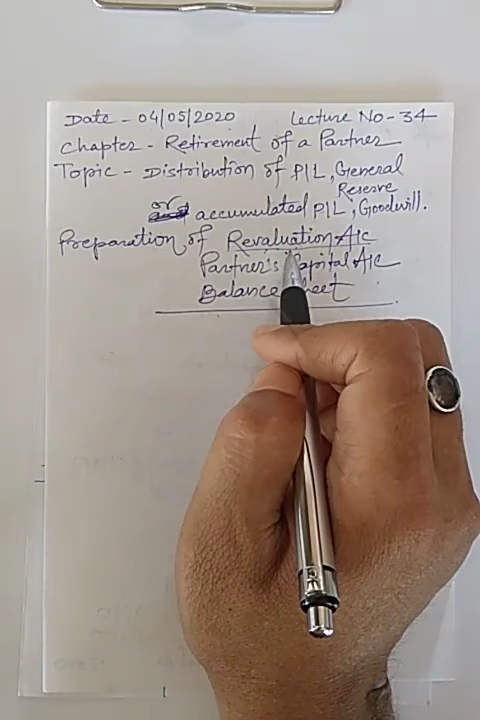 Date - 04/05/2020 Lecture No - 34
Chapter - Retirement of a Partner
Topic - Distribution of P/L, General
Reserve
or accumulated P/L, Goodwill.
Preparation of Revaluation A/C
Partner's Capital A/C
Balance Sheet